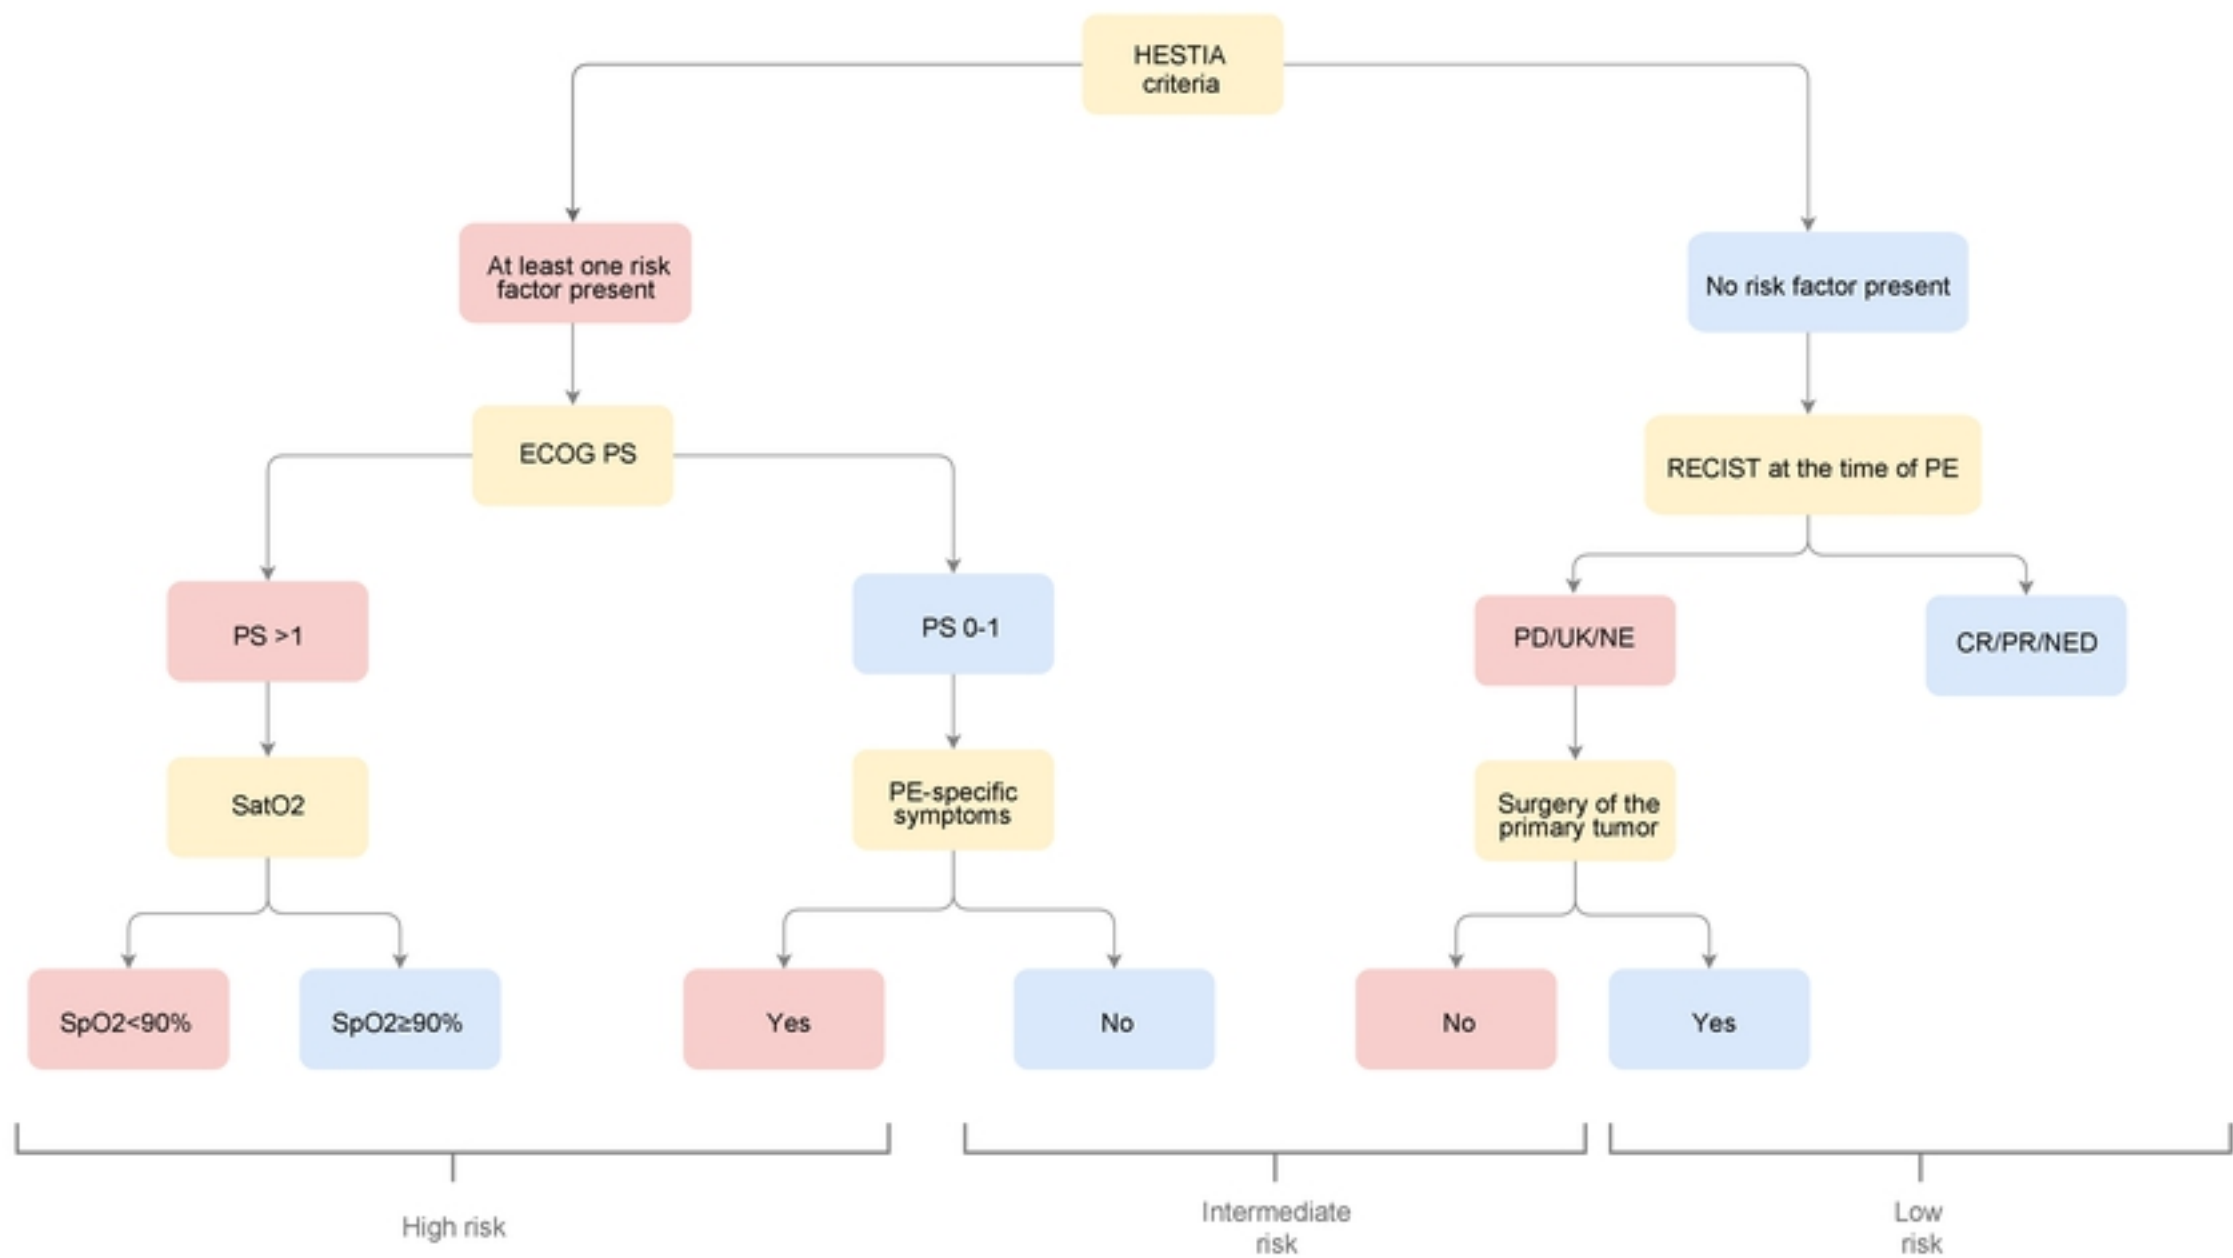 HESTIA
criteria
At least one risk
factor present
No risk factor present
ECOG PS
RECIST at the time of PE
PS >1
PS 0-1
PD/UK/NE
CR/PR/NED
SatO2
PE-specific
symptoms
Surgery of the
primary tumor
SpO2<90%
SpO2≥90%
Yes
No
No
Yes
High risk
Intermediate
risk
Low
risk